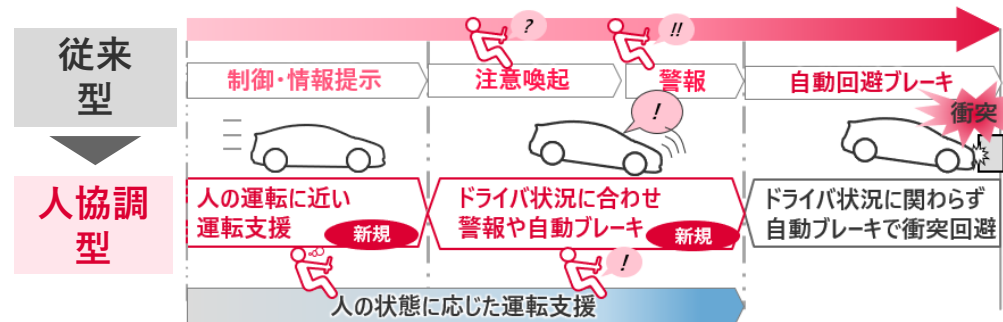 ?
!!
従来
型
制御・情報提示
注意喚起
警報
自動回避ブレーキ
衝突
!
人協調
型
人の運転に近い
運転支援
新規
ドライバ状況に合わせ
警報や自動ブレーキ
新規
ドライバ状況に関わらず
自動ブレーキで衝突回避
!
人の状態に応じた運転支援